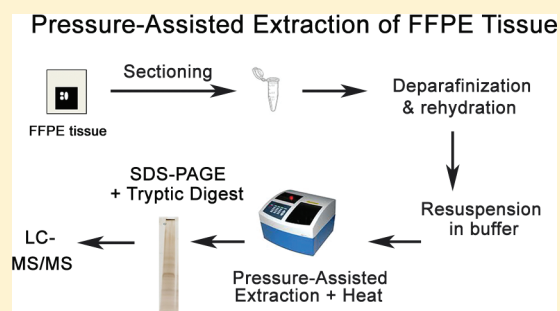 Pressure-Assisted Extraction of FFPE Tissue
Sectioning
FFPE tissue
Deparafinization
& rehydration
Resuspension
in buffer
Pressure-Assisted
Extraction + Heat
SDS-PAGE
+ Tryptic Digest
LC-
MS/MS